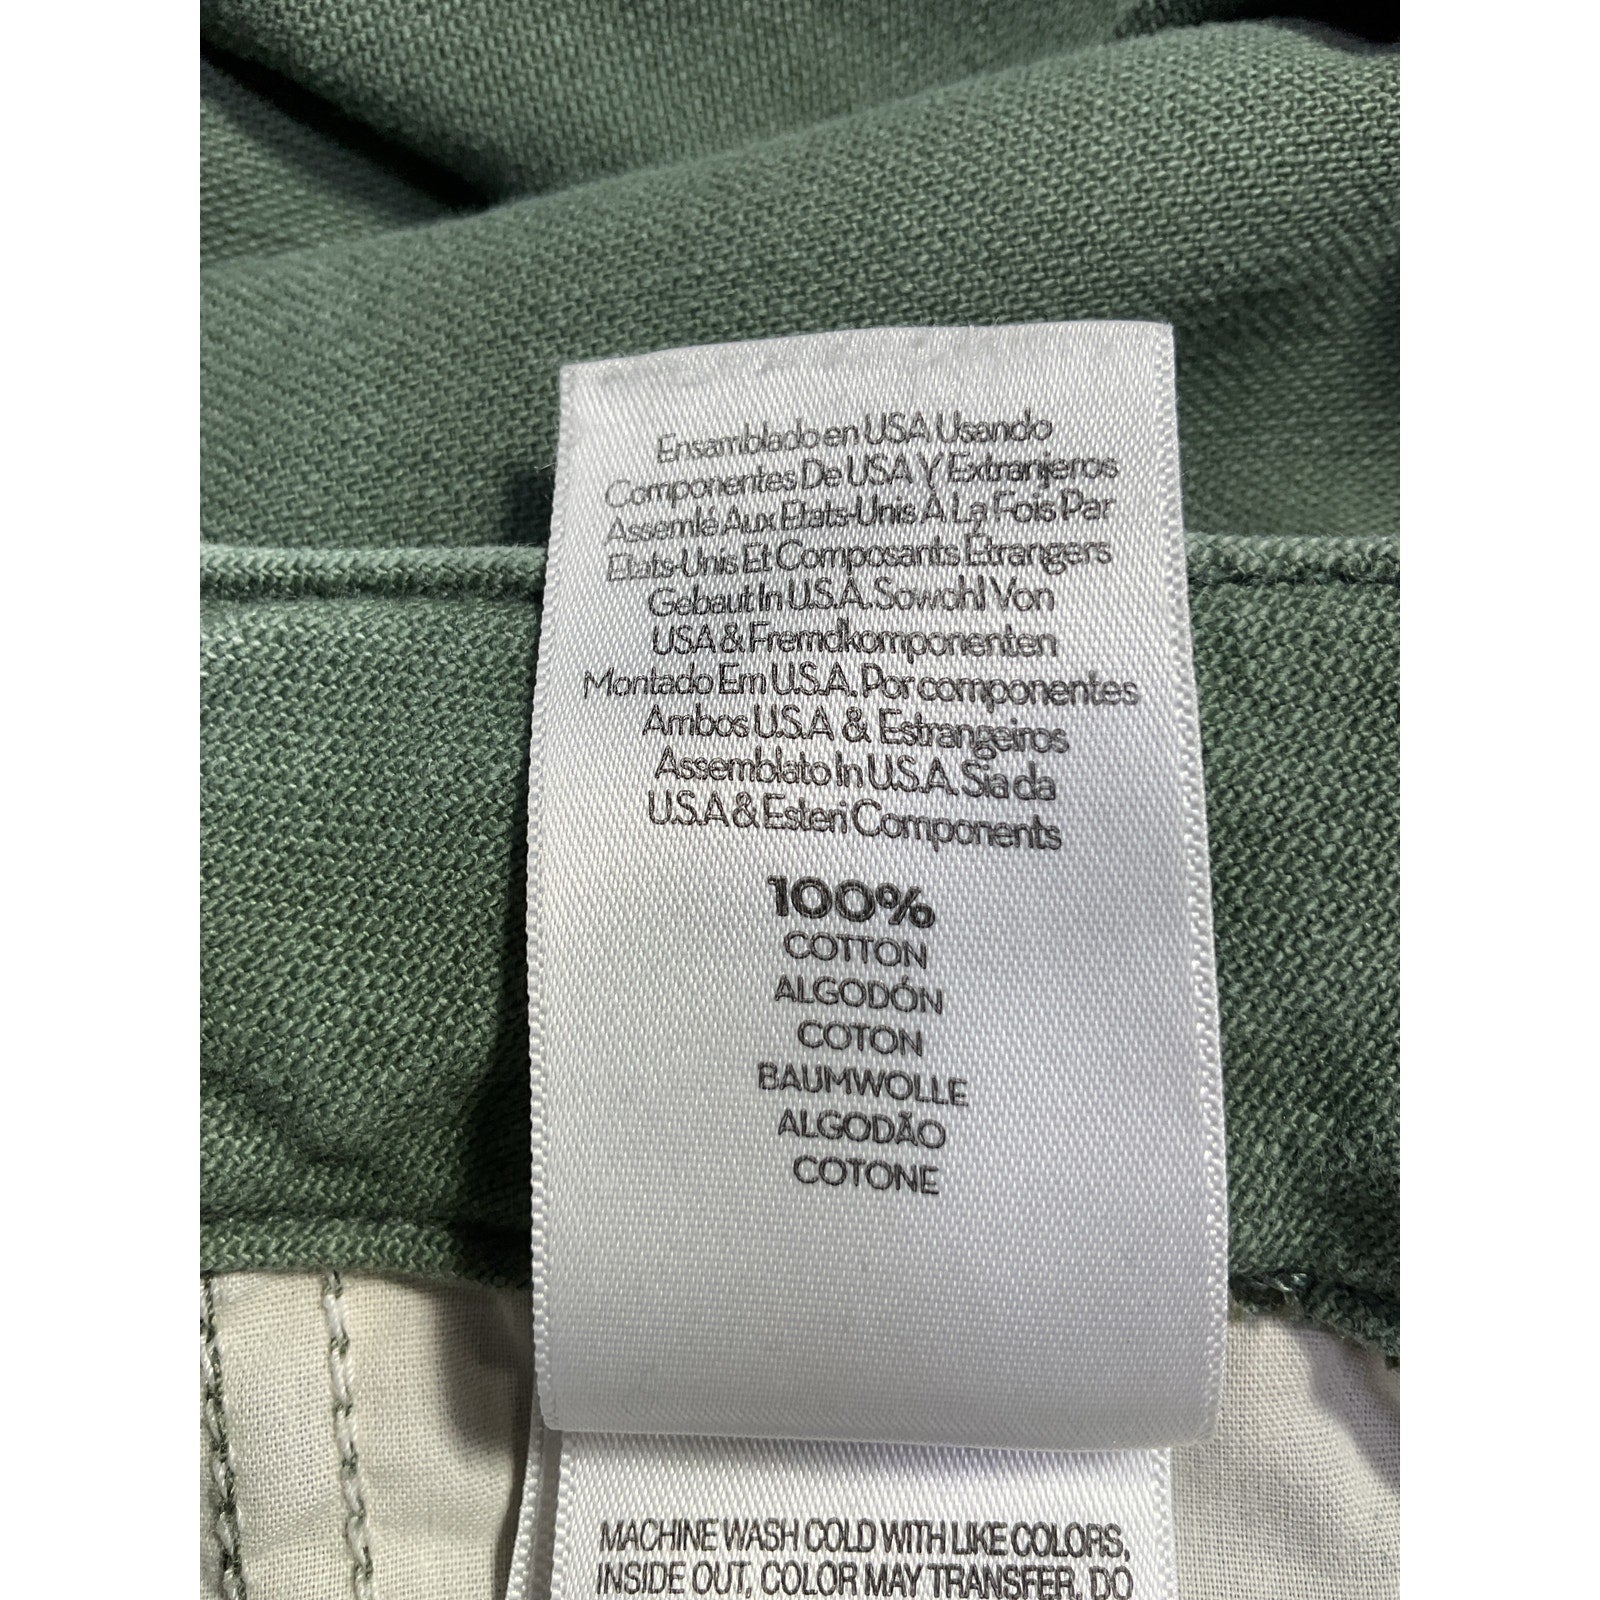 Ensamblado en USA Usando
Componentes De USA Y Extranjeros
Assemlé Aux Etats-Unis À La Fois Par
Etats-Unis Et Composants Étrangers
Gebaut In U.S.A. Sowohl Von
USA & Fremdkomponenten
Montado Em U.S.A. Por componentes
Ambos U.S.A & Estrangeiros
Assemblato In U.S.A. Sia da
U.S.A & Esteri Components
100%
COTTON
ALGODÓN
COTON
BAUMWOLLE
ALGODÃO
COTONE
MACHINE WASH COLD WITH LIKE COLORS,
INSIDE OUT, COLOR MAY TRANSFER. DO